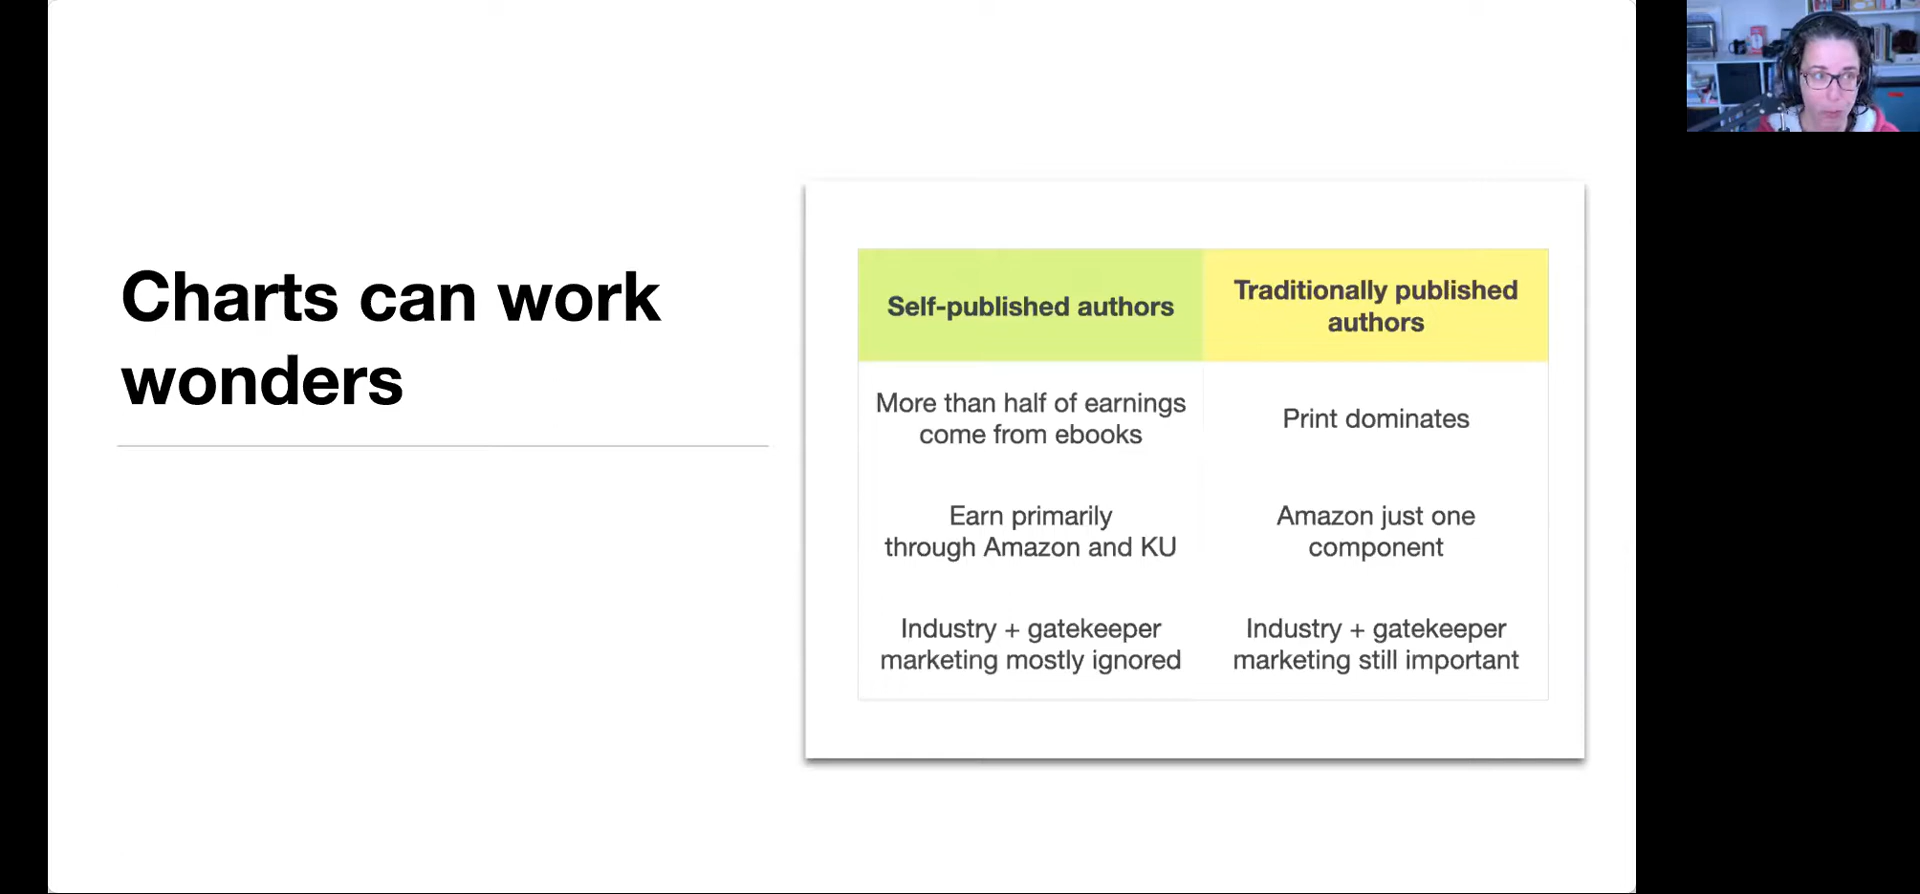 Charts can work
wonders
Self-published authors
Traditionally published
authors
More than half of earnings
come from ebooks
Print dominates
Earn primarily
through Amazon and KU
Amazon just one
component
Industry + gatekeeper
marketing mostly ignored
Industry + gatekeeper
marketing still important